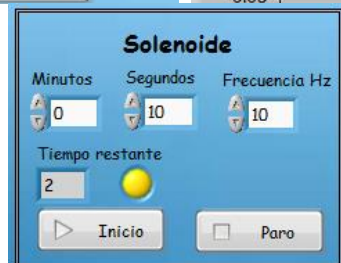 Solenoide
Minutos Segundos Frecuencia Hz
0 10 10
Tiempo restante
2
Inicio Paro